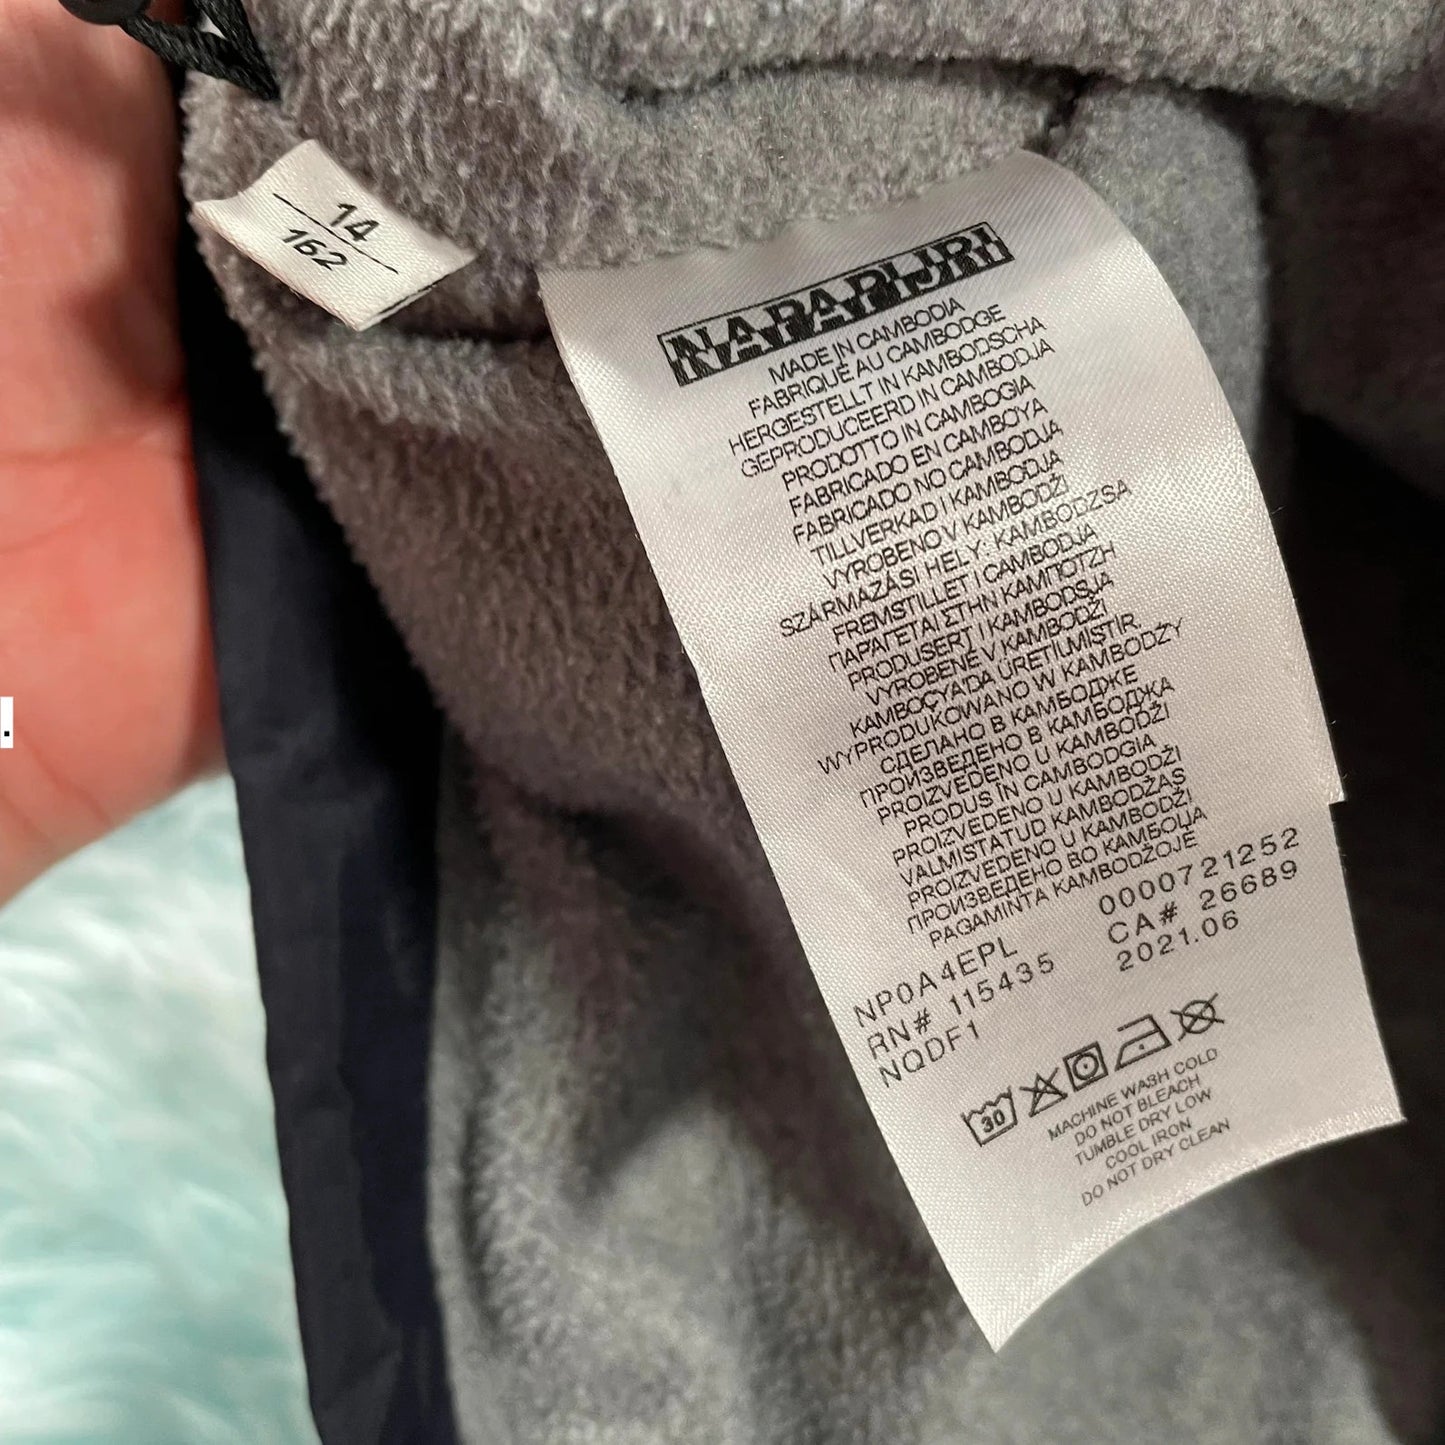 14
162
NAPAPIJRI
MADE IN CAMBODIA
FABRIQUÉ AU CAMBODGE
HERGESTELLT IN KAMBODSCHA
GEPRODUCEERD IN CAMBODJA
PRODOTTO IN CAMBOGIA
FABRICADO EN CAMBOYA
FABRICADO NO CAMBODJA
TILLVERKAD I KAMBODJA
VYROBENO V KAMBODŽI
SZÁRMAZÁSI HELY: KAMBODZSA
FREMSTILLET I CAMBODJA
ΠΑΡΑΓΕΤΑΙ ΣΤΗΝ ΚΑΜΠΟΤΖΗ
PRODUSERT I KAMBODSJA
VYROBENÉ V KAMBODŽI
KAMBOÇYA'DA ÜRETILMIŞTIR
WYPRODUKOWANO W KAMBODŻY
СДЕЛАНО В КАМБОДЖЕ
ПРОИЗВЕДЕНО В КАМБОДЖА
PROIZVEDENO U KAMBODŽI
PRODUS ÎN CAMBODGIA
PROIZVEDENO U KAMBODŽI
VALMISTATUD KAMBODŽAS
PROIZVEDENO U KAMBODŽI
ПРОИЗВЕДЕНО ВО КАМБОЏА
PAGAMINTA KAMBODŽOJE
NP0A4EPL 0000721252
RN# 115435 CA# 26689
NQDF1 2021.06
30
MACHINE WASH COLD
DO NOT BLEACH
TUMBLE DRY LOW
COOL IRON
DO NOT DRY CLEAN
.